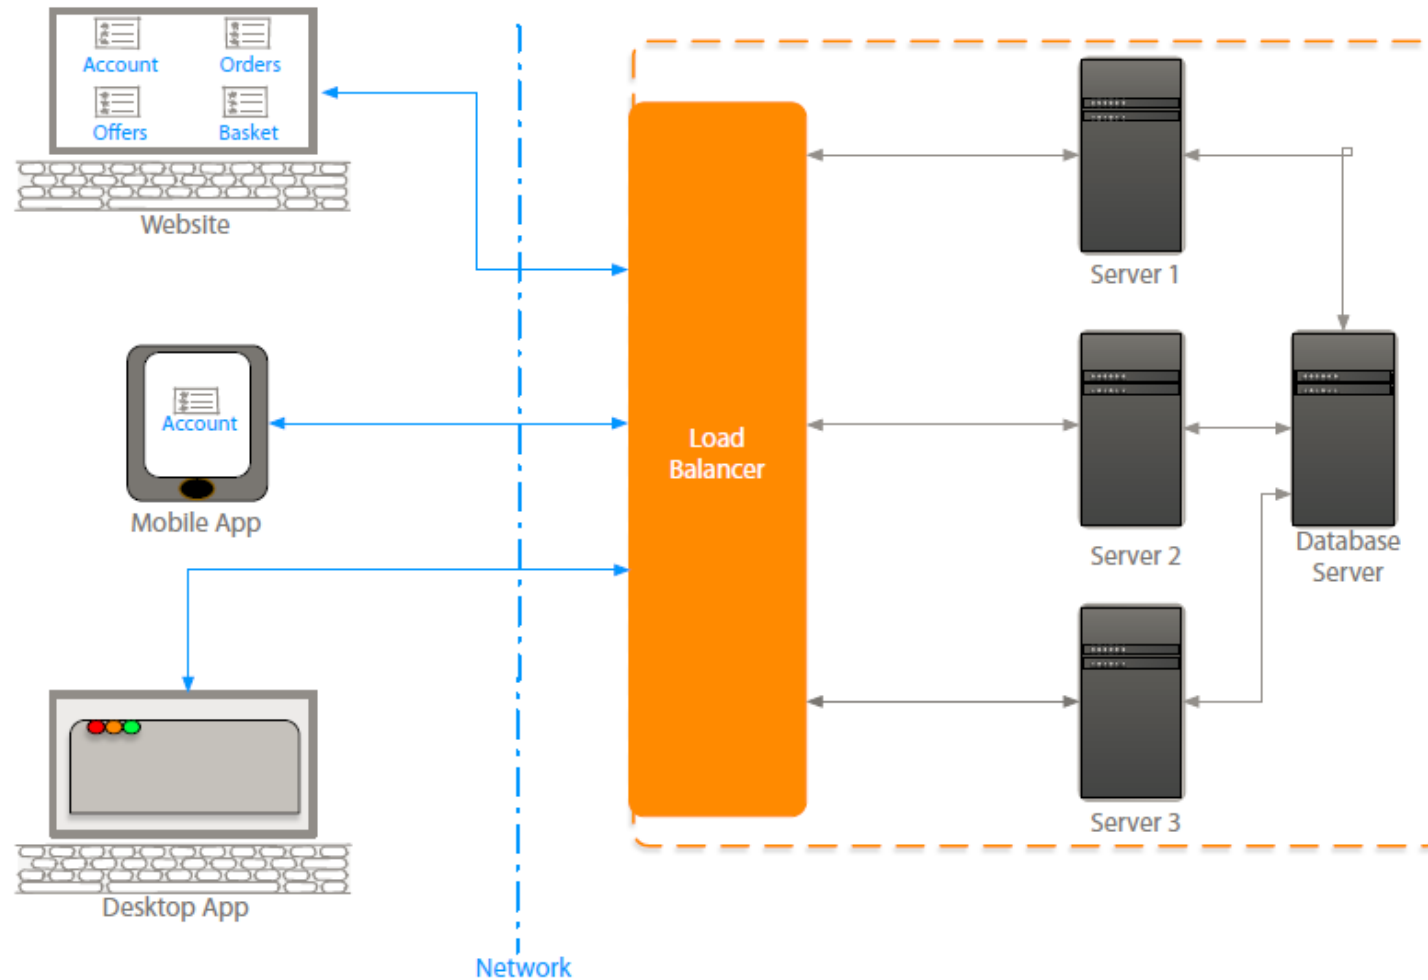 Account
Orders
Offers
Basket
Website
Server 1
Account
Mobile App
Load
Balancer
Server 2
Database
Server
Server 3
Desktop App
Network